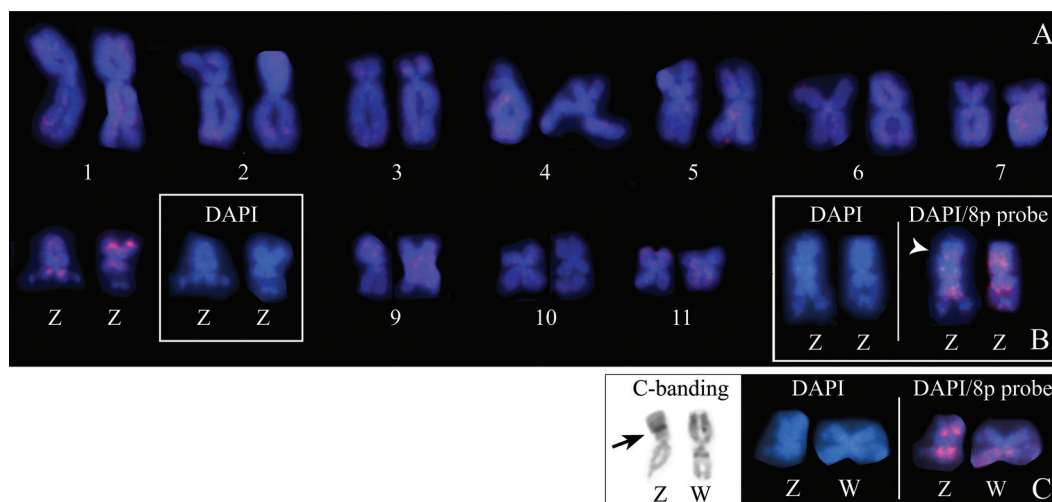 A
1 2 3 4 5 6 7
DAPI
DAPI DAPI/8p probe
Z Z Z Z 9 10 11 Z Z Z Z B
C-banding DAPI DAPI/8p probe
Z W Z W Z W C